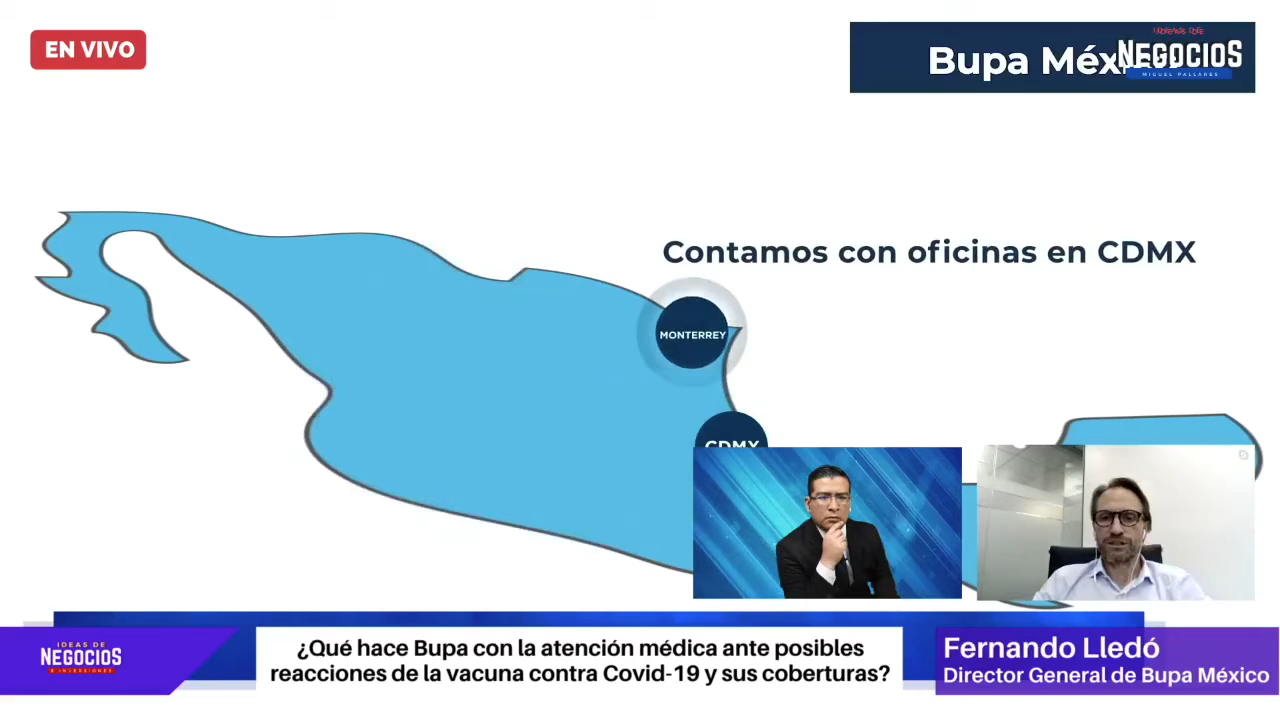 EN VIVO
Bupa Méx
IDEAS DE
NEGOCIOS
MIGUEL PALLARES
Contamos con oficinas en CDMX
MONTERREY
CDMX
IDEAS DE
NEGOCIOS
E INVERSIONES
¿Qué hace Bupa con la atención médica ante posibles
reacciones de la vacuna contra Covid-19 y sus coberturas?
Fernando Lledó
Director General de Bupa México